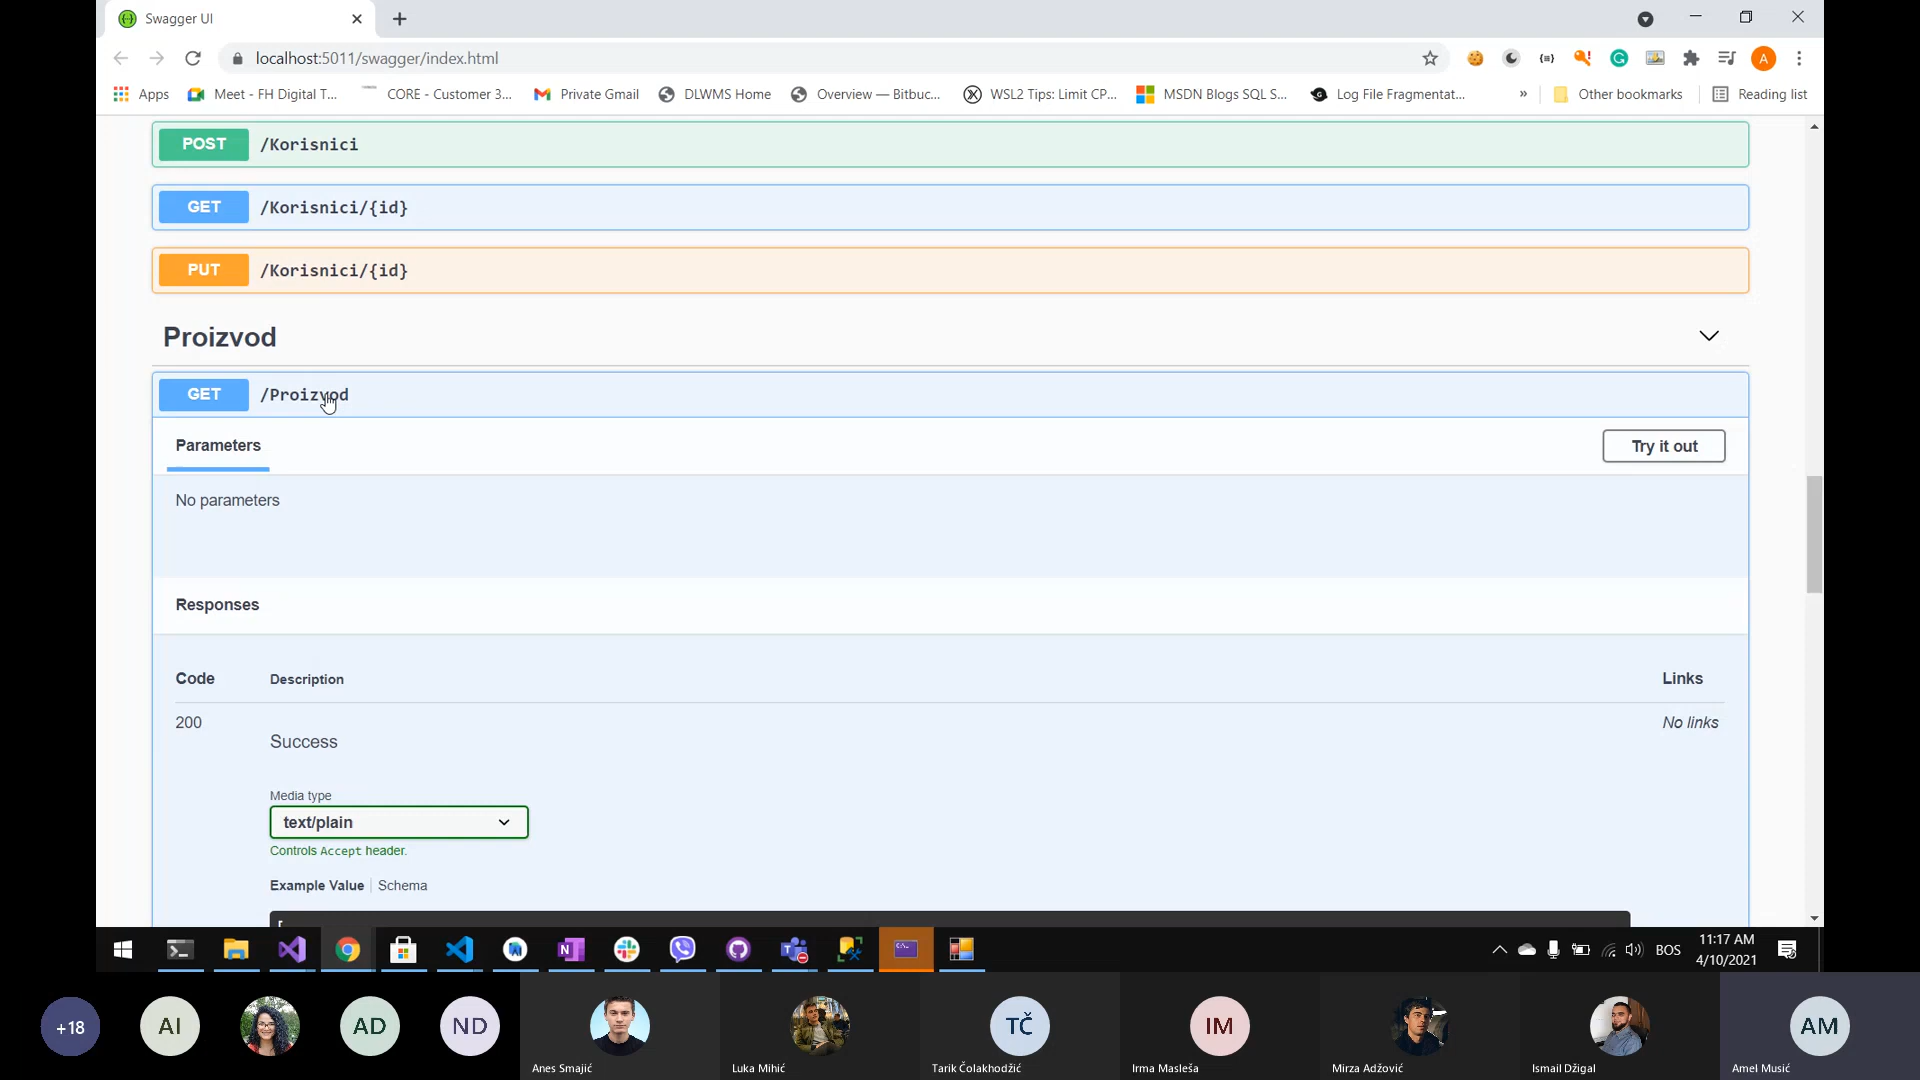 Swagger UI
localhost:5011/swagger/index.html
A
Apps
Meet - FH Digital T...
CORE - Customer 3...
Private Gmail
DLWMS Home
Overview — Bitbuc...
WSL2 Tips: Limit CP...
MSDN Blogs SQL S...
Log File Fragmentat...
»
Other bookmarks
Reading list
POST /Korisnici
GET /Korisnici/{id}
PUT /Korisnici/{id}
Proizvod
GET /Proizvod
Parameters
Try it out
No parameters
Responses
Code Description Links
200 No links
Success
Media type
text/plain
Controls Accept header.
Example Value Schema
[
BOS
11:17 AM
4/10/2021
+18
AI
AD
ND
TČ
IM
AM
Anes Smajić
Luka Mihić
Tarik Čolakhodžić
Irma Masleša
Mirza Adžović
Ismail Džigal
Amel Musić